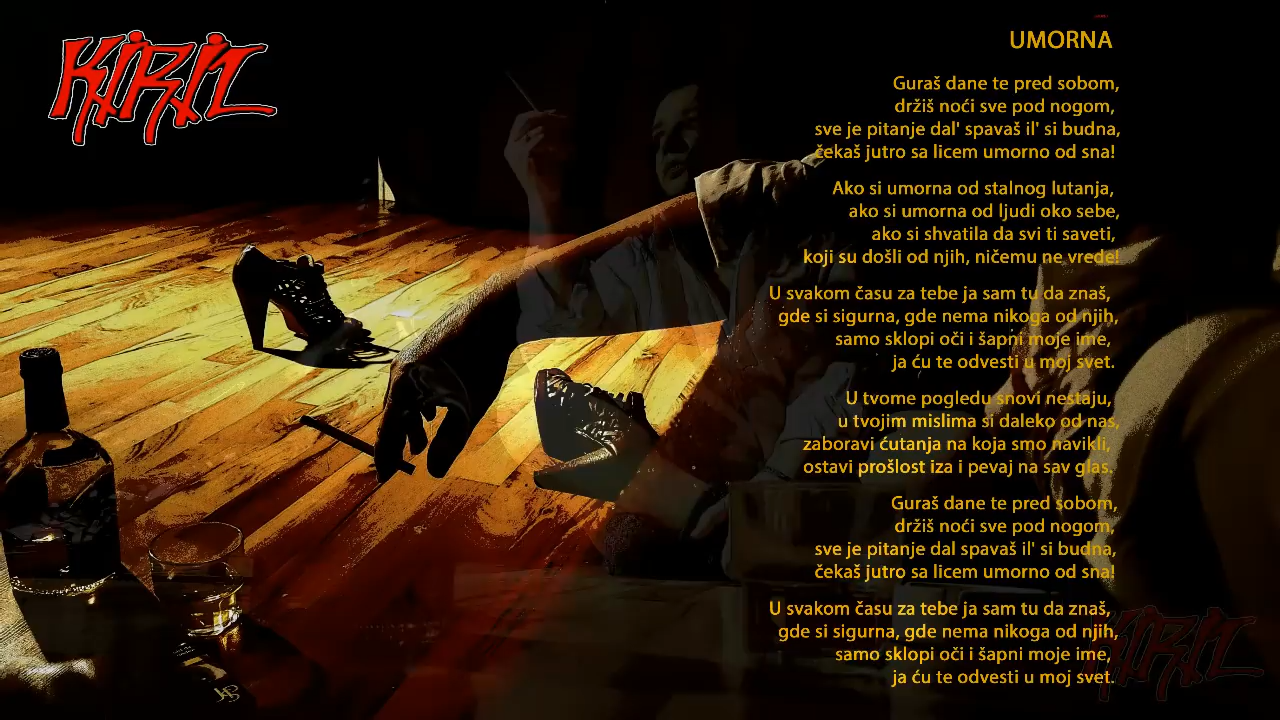 KIRIL
UMORNA
Guraš dane te pred sobom,
držiš noći sve pod nogom,
sve je pitanje dal' spavaš il' si budna,
čekaš jutro sa licem umorno od sna!
Ako si umorna od stalnog lutanja,
ako si umorna od ljudi oko sebe,
ako si shvatila da svi ti saveti,
koji su došli od njih, ničemu ne vrede!
U svakom času za tebe ja sam tu da znaš,
gde si sigurna, gde nema nikoga od njih,
samo sklopi oči i šapni moje ime,
ja ću te odvesti u moj svet.
U tvome pogledu snovi nestaju,
u tvojim mislima si daleko od nas,
zaboravi ćutanja na koja smo navikli,
ostavi prošlost iza i pevaj na sav glas.
Guraš dane te pred sobom,
držiš noći sve pod nogom,
sve je pitanje dal spavaš il' si budna,
čekaš jutro sa licem umorno od sna!
U svakom času za tebe ja sam tu da znaš,
gde si sigurna, gde nema nikoga od njih,
samo sklopi oči i šapni moje ime,
ja ću te odvesti u moj svet.
KIRIL